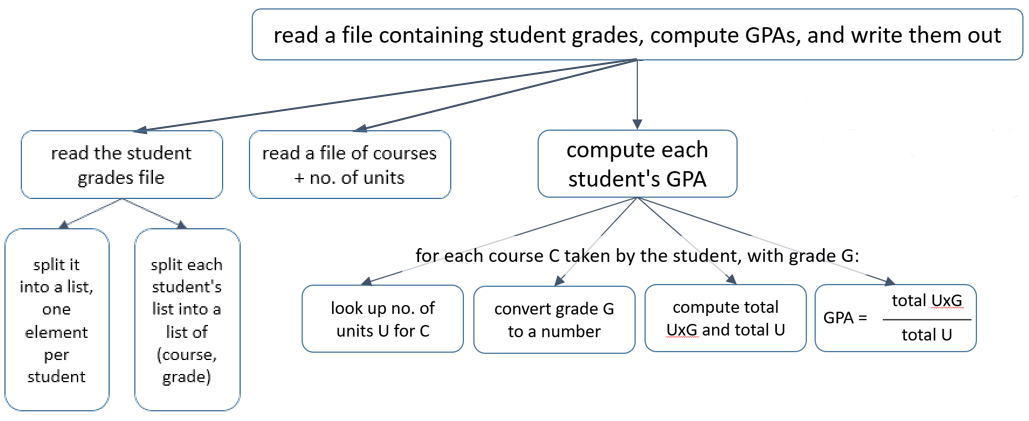 read a file containing student grades, compute GPAs, and write them out
read the student
grades file
read a file of courses
+ no. of units
compute each
student's GPA
split it
into a list,
one
element
per
student
split each
student's
list into a
list of
(course,
grade)
for each course C taken by the student, with grade G:
look up no. of
units U for C
convert grade G
to a number
compute total
UxG and total U
GPA =
total UxG
total U